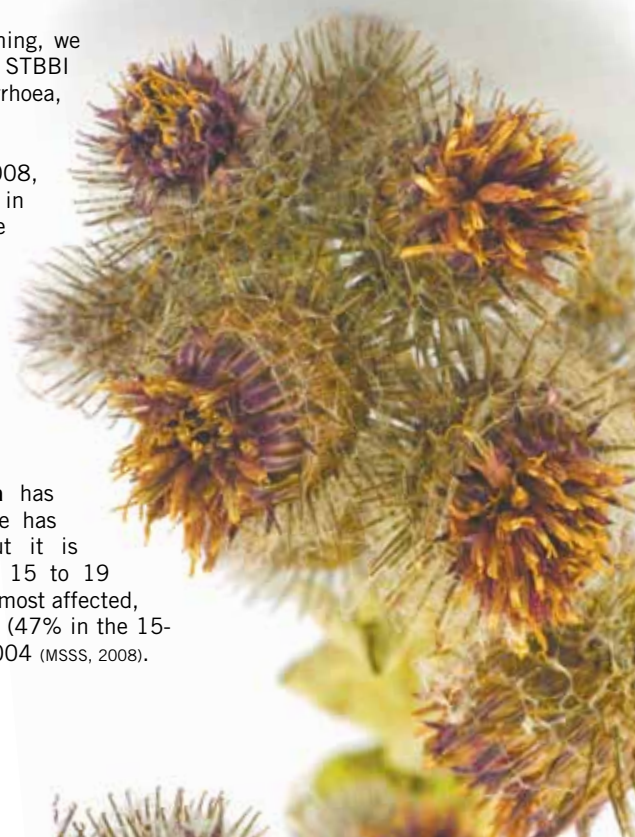 ning, we
STBBI
rhoea,
008,
in
e
has
e has
ut it is
15 to 19
most affected,
(47% in the 15-
004 (MSSS, 2008).